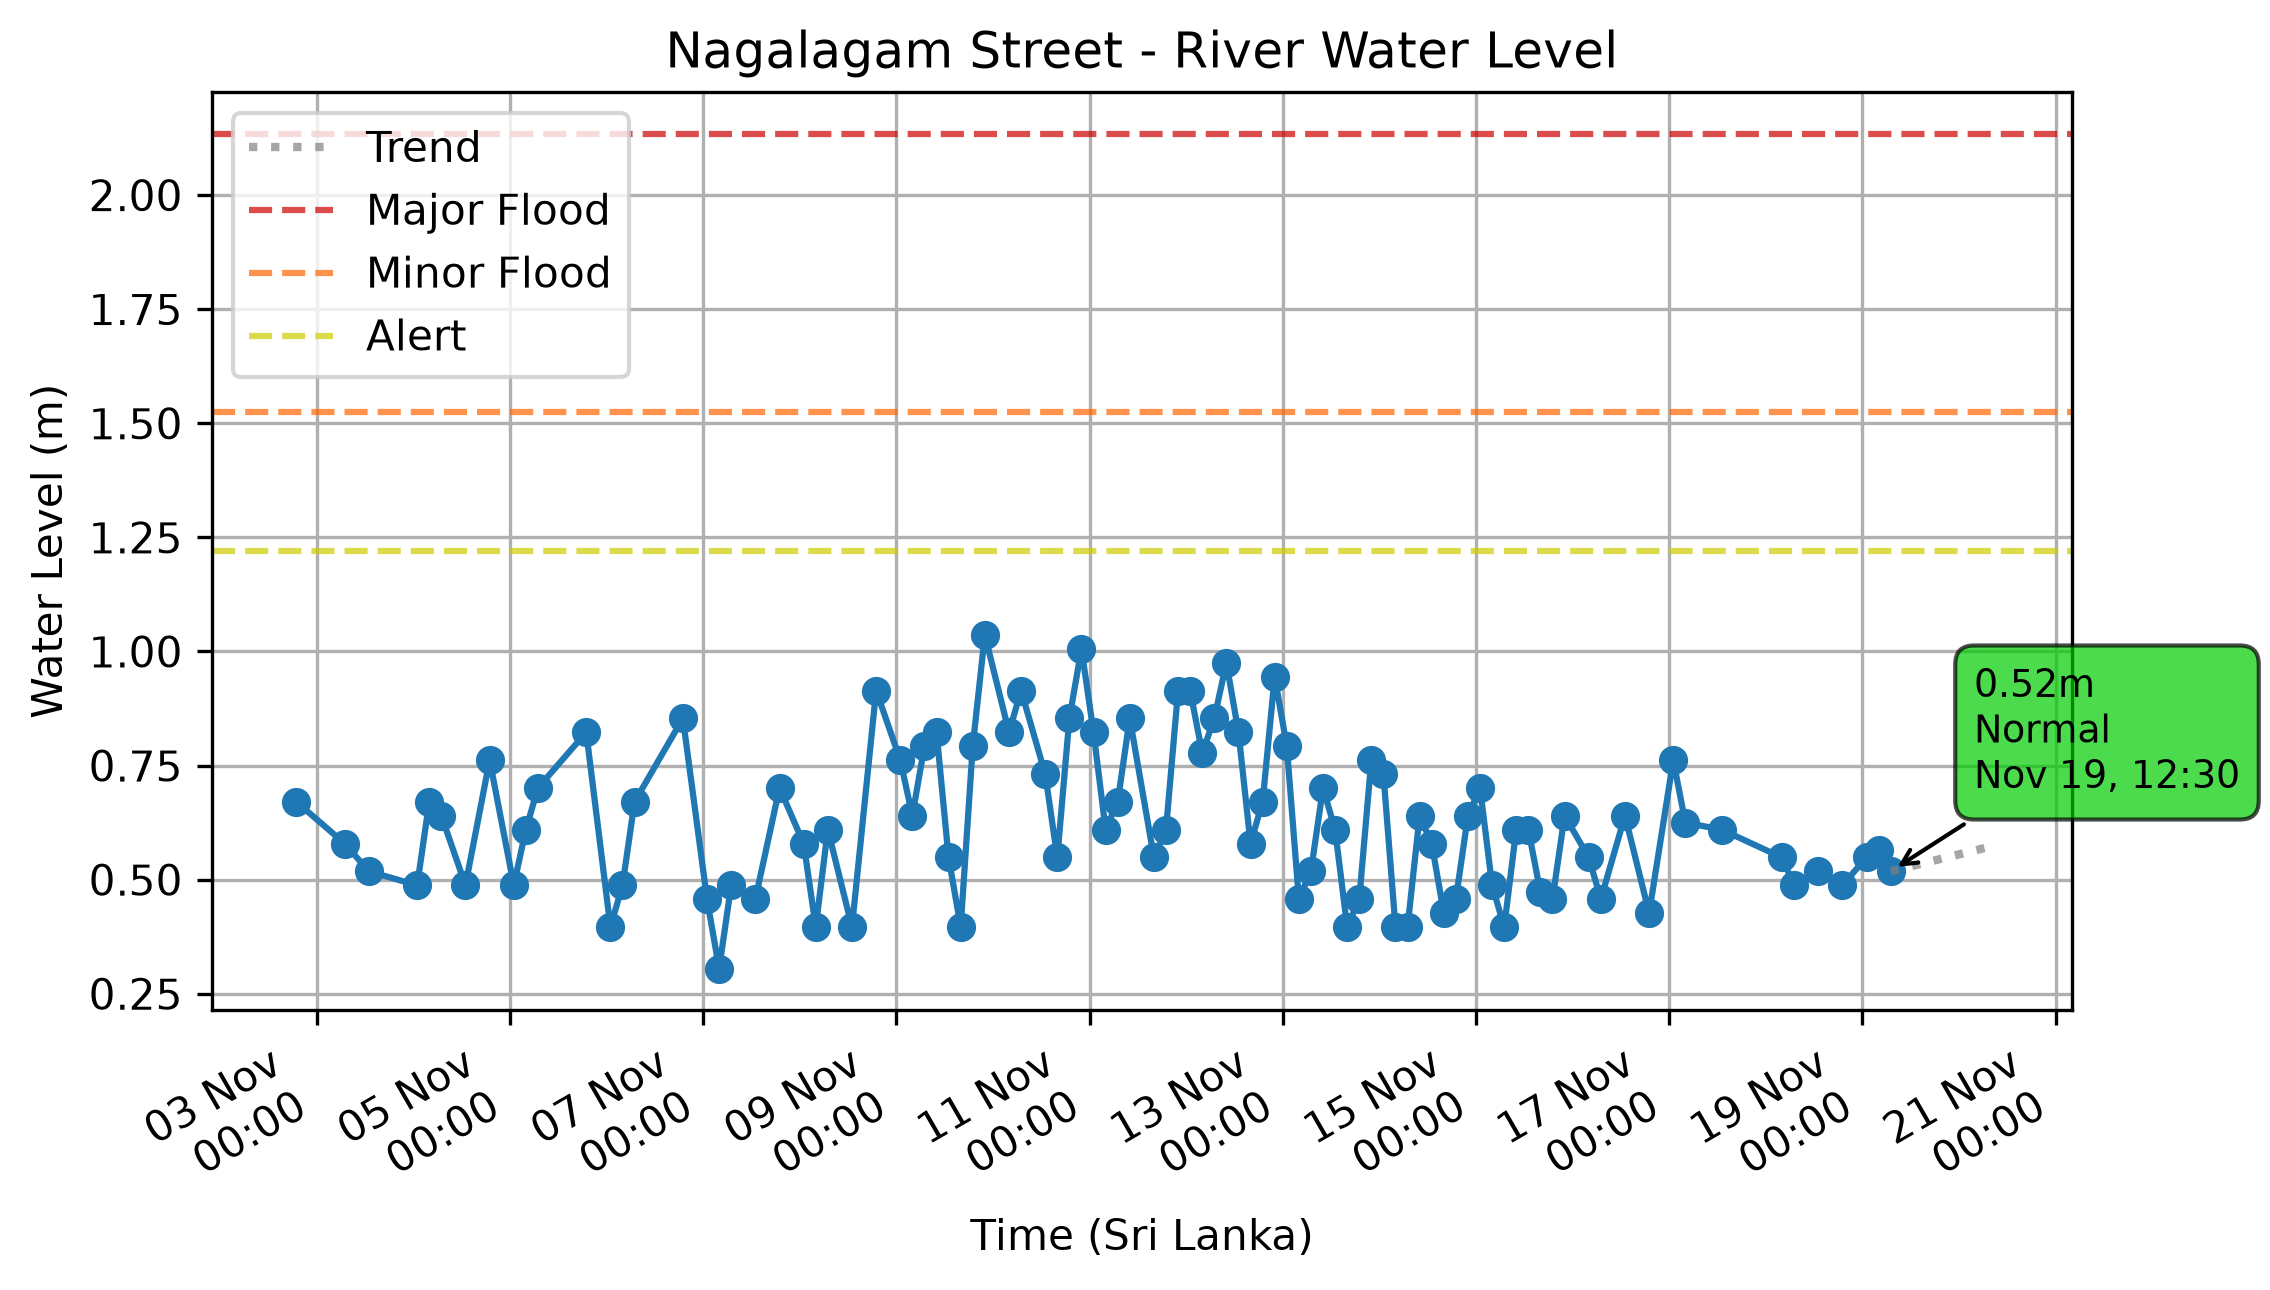 Nagalagam Street - River Water Level
Trend
Major Flood
Minor Flood
Alert
Water Level (m)
2.00
1.75
1.50
1.25
1.00
0.75
0.50
0.25
0.52m
Normal
Nov 19, 12:30
03 Nov
00:00
05 Nov
00:00
07 Nov
00:00
09 Nov
00:00
11 Nov
00:00
13 Nov
00:00
15 Nov
00:00
17 Nov
00:00
19 Nov
00:00
21 Nov
00:00
Time (Sri Lanka)